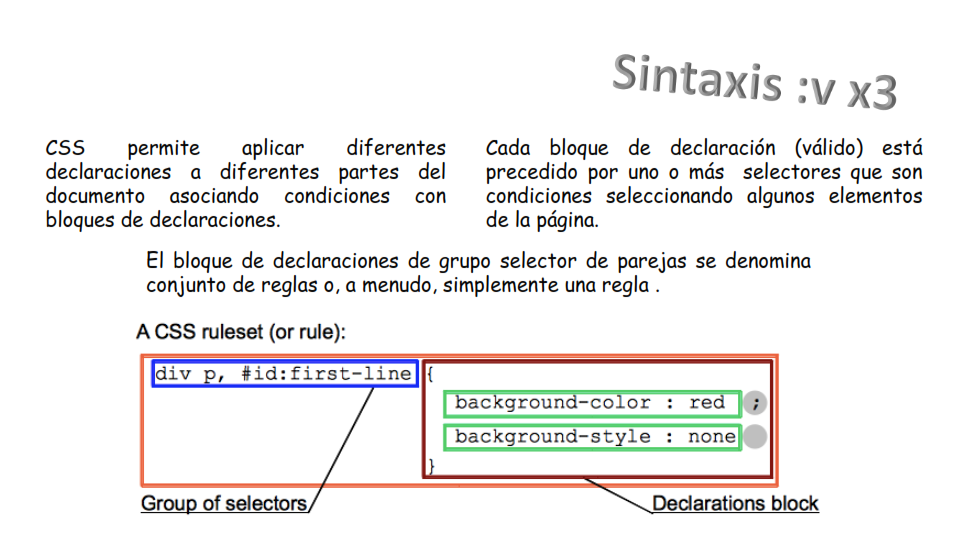 Sintaxis :v x3
CSS permite aplicar diferentes
declaraciones a diferentes partes del
documento asociando condiciones con
bloques de declaraciones.
Cada bloque de declaración (válido) está
precedido por uno o más selectores que son
condiciones seleccionando algunos elementos
de la página.
El bloque de declaraciones de grupo selector de parejas se denomina
conjunto de reglas o, a menudo, simplemente una regla .
A CSS ruleset (or rule):
div p, #id:first-line {
background-color : red ;
background-style : none
}
Group of selectors
Declarations block